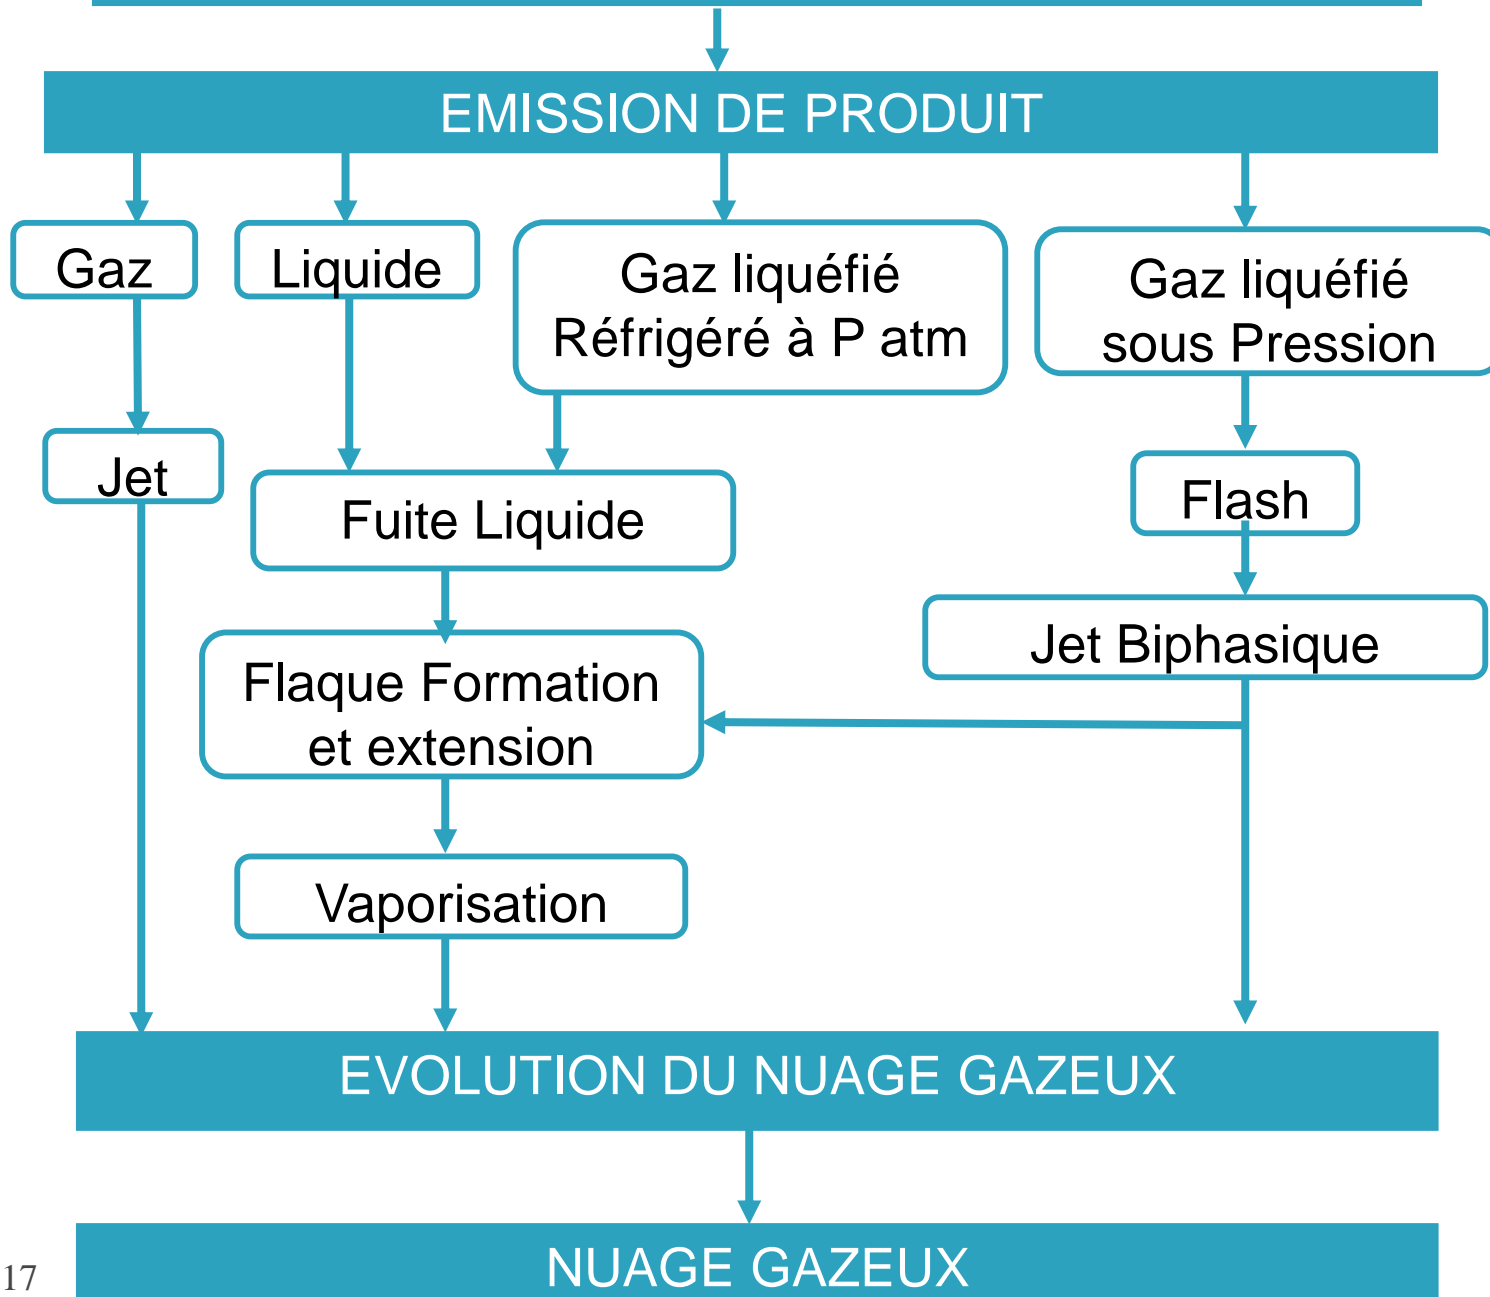 EMISSION DE PRODUIT
Gaz
Liquide
Gaz liquéfié
Réfrigéré à P atm
Gaz liquéfié
sous Pression
Jet
Fuite Liquide
Flash
Jet Biphasique
Flaque Formation
et extension
Vaporisation
EVOLUTION DU NUAGE GAZEUX
NUAGE GAZEUX
17